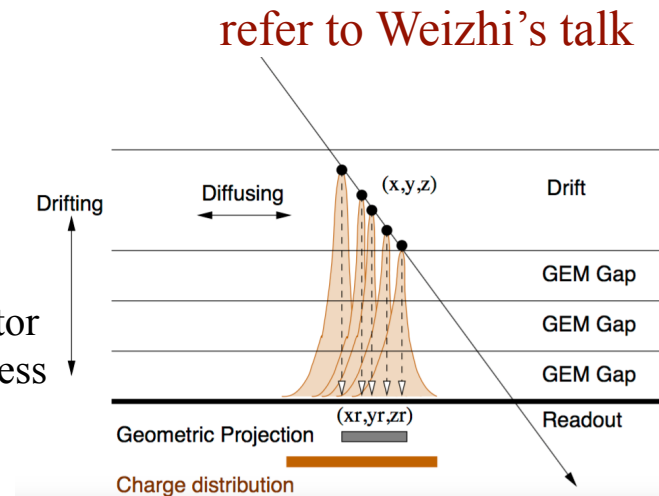 refer to Weizhi’s talk
(x,y,z)
Drift
Diffusing
Drifting
GEM Gap
GEM Gap
tor
ess
GEM Gap
(xr,yr,zr)
Readout
Geometric Projection
Charge distribution